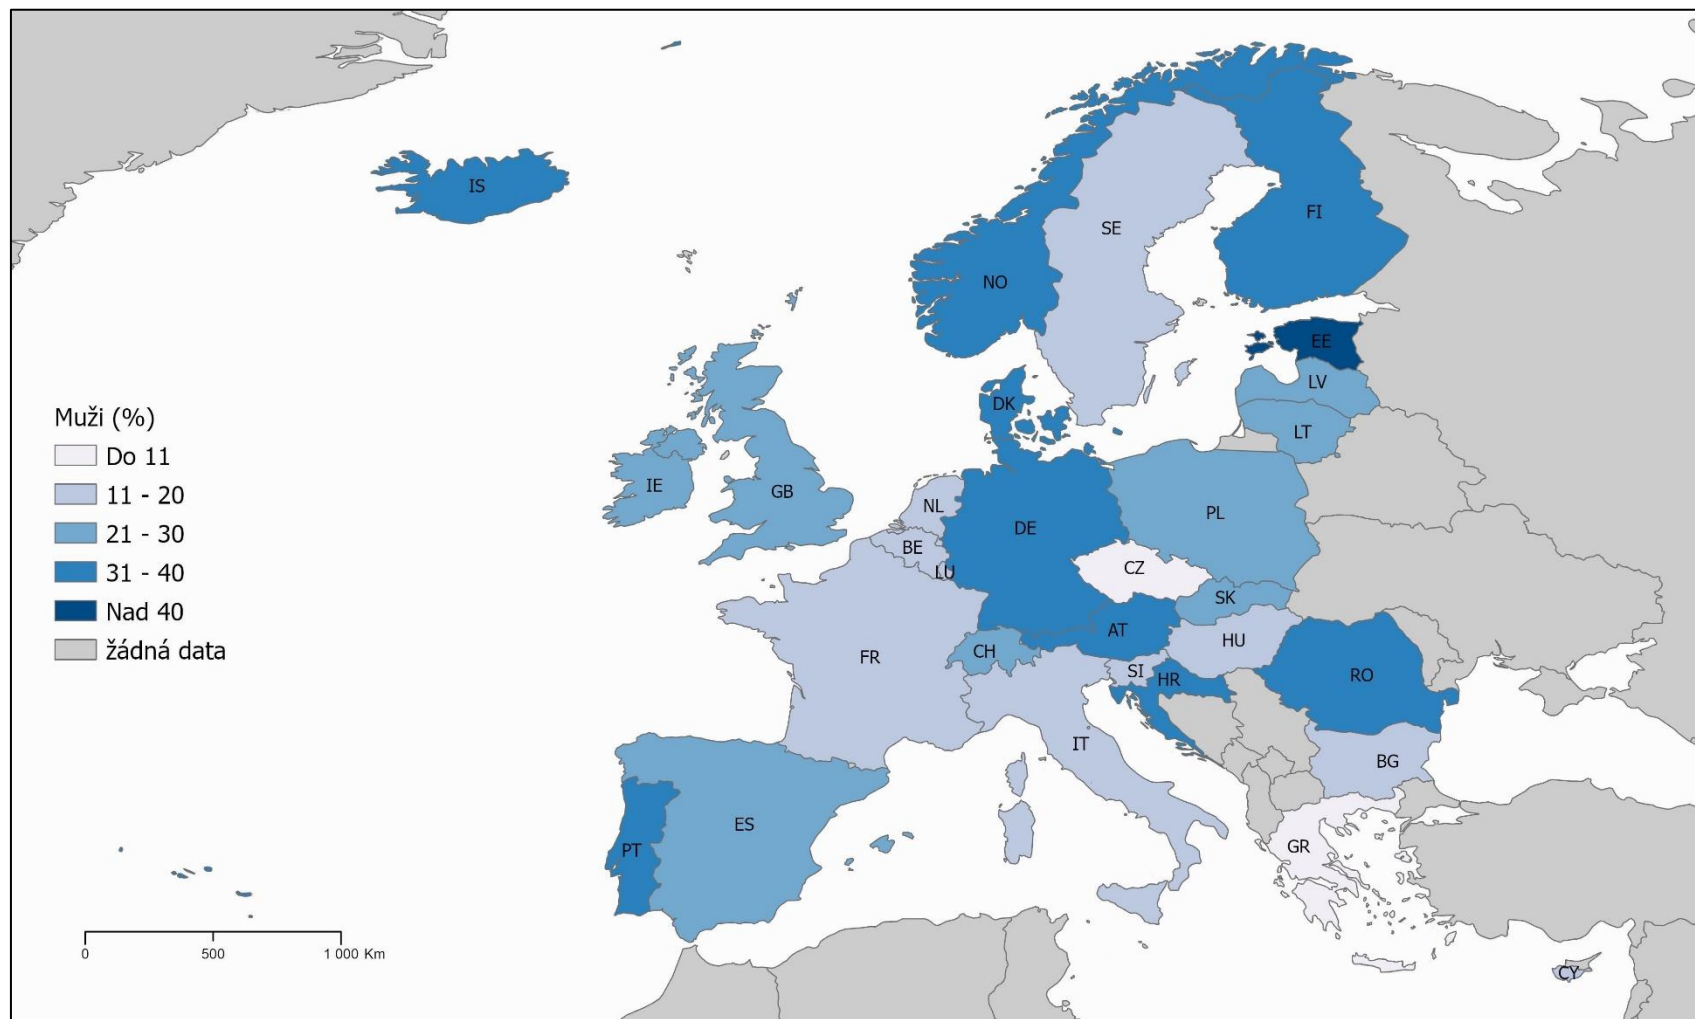 IS
SE
FI
NO
EE
LV
DK
LT
Muži (%)
Do 11
11 - 20
21 - 30
31 - 40
Nad 40
žádná data
IE
GB
NL
DE
PL
BE
LU
CZ
SK
AT
HU
FR
CH
SI
HR
RO
IT
BG
ES
PT
GR
CY
0 500 1 000 Km